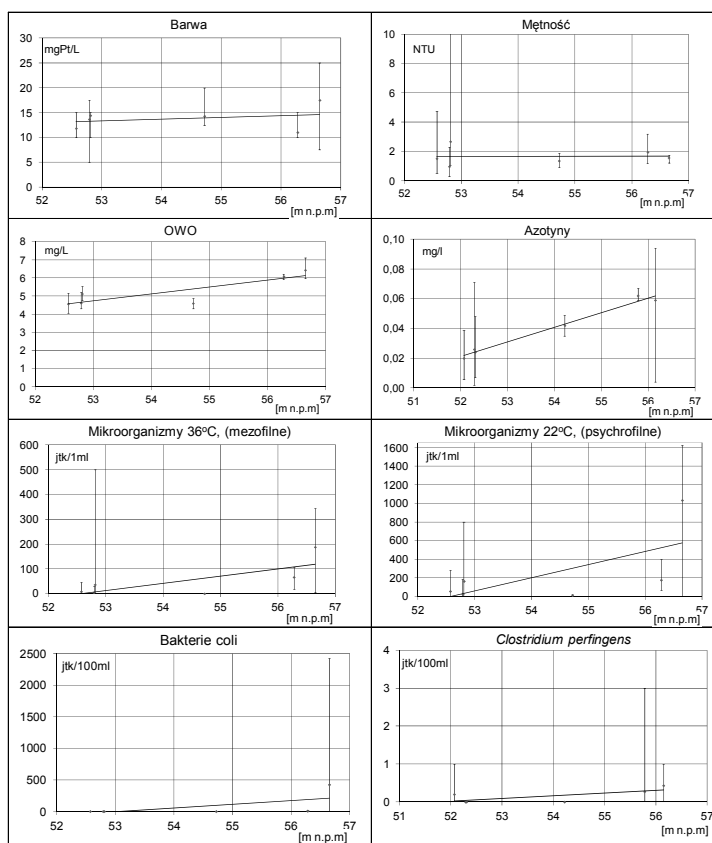 Barwa
mgPt/L
30
25
20
15
10
5
0
52 53 54 55 56 57
[m n.p.m]
Mętność
NTU
10
8
6
4
2
0
52 53 54 55 56 57
[m n.p.m]
OWO
mg/L
8
7
6
5
4
3
2
1
0
52 53 54 55 56 57
[m n.p.m]
Azotyny
mg/l
0,10
0,08
0,06
0,04
0,02
0,00
51 52 53 54 55 56 57
[m n.p.m]
Mikroorganizmy 36°C, (mezofilne)
jtk/1ml
600
500
400
300
200
100
0
52 53 54 55 56 57
[m n.p.m]
Mikroorganizmy 22°C, (psychrofilne)
jtk/1ml
1600
1400
1200
1000
800
600
400
200
0
52 53 54 55 56 57
[m n.p.m]
Bakterie coli
jtk/100ml
2500
2000
1500
1000
500
0
52 53 54 55 56 57
[m n.p.m]
Clostridium perfingens
jtk/100ml
4
3
2
1
0
51 52 53 54 55 56 57
[m n.p.m]